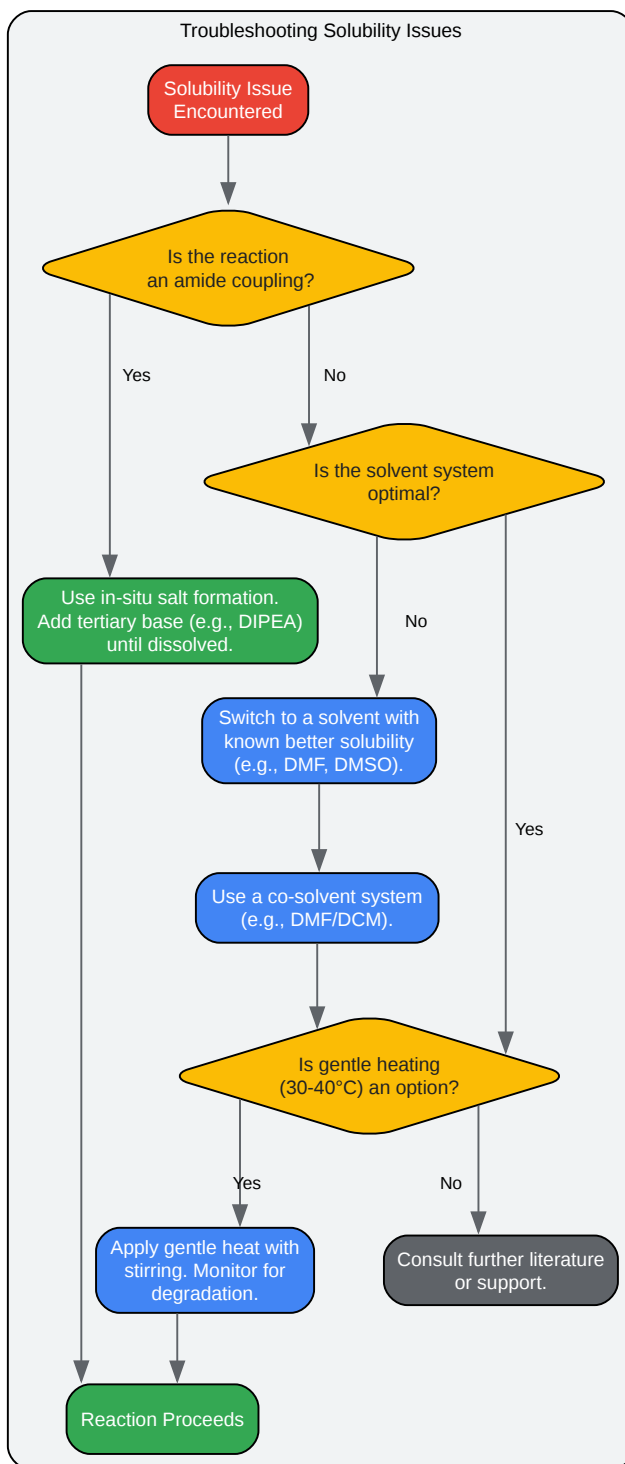 Troubleshooting Solubility Issues
Solubility Issue
Encountered
Is the reaction
an amide coupling?
Yes
No
Is the solvent system
optimal?
Use in-situ salt formation.
Add tertiary base (e.g., DIPEA)
until dissolved.
No
Switch to a solvent with
known better solubility
(e.g., DMF, DMSO).
Yes
Use a co-solvent system
(e.g., DMF/DCM).
Is gentle heating
(30-40°C) an option?
Yes
No
Apply gentle heat with
stirring. Monitor for
degradation.
Consult further literature
or support.
Reaction Proceeds